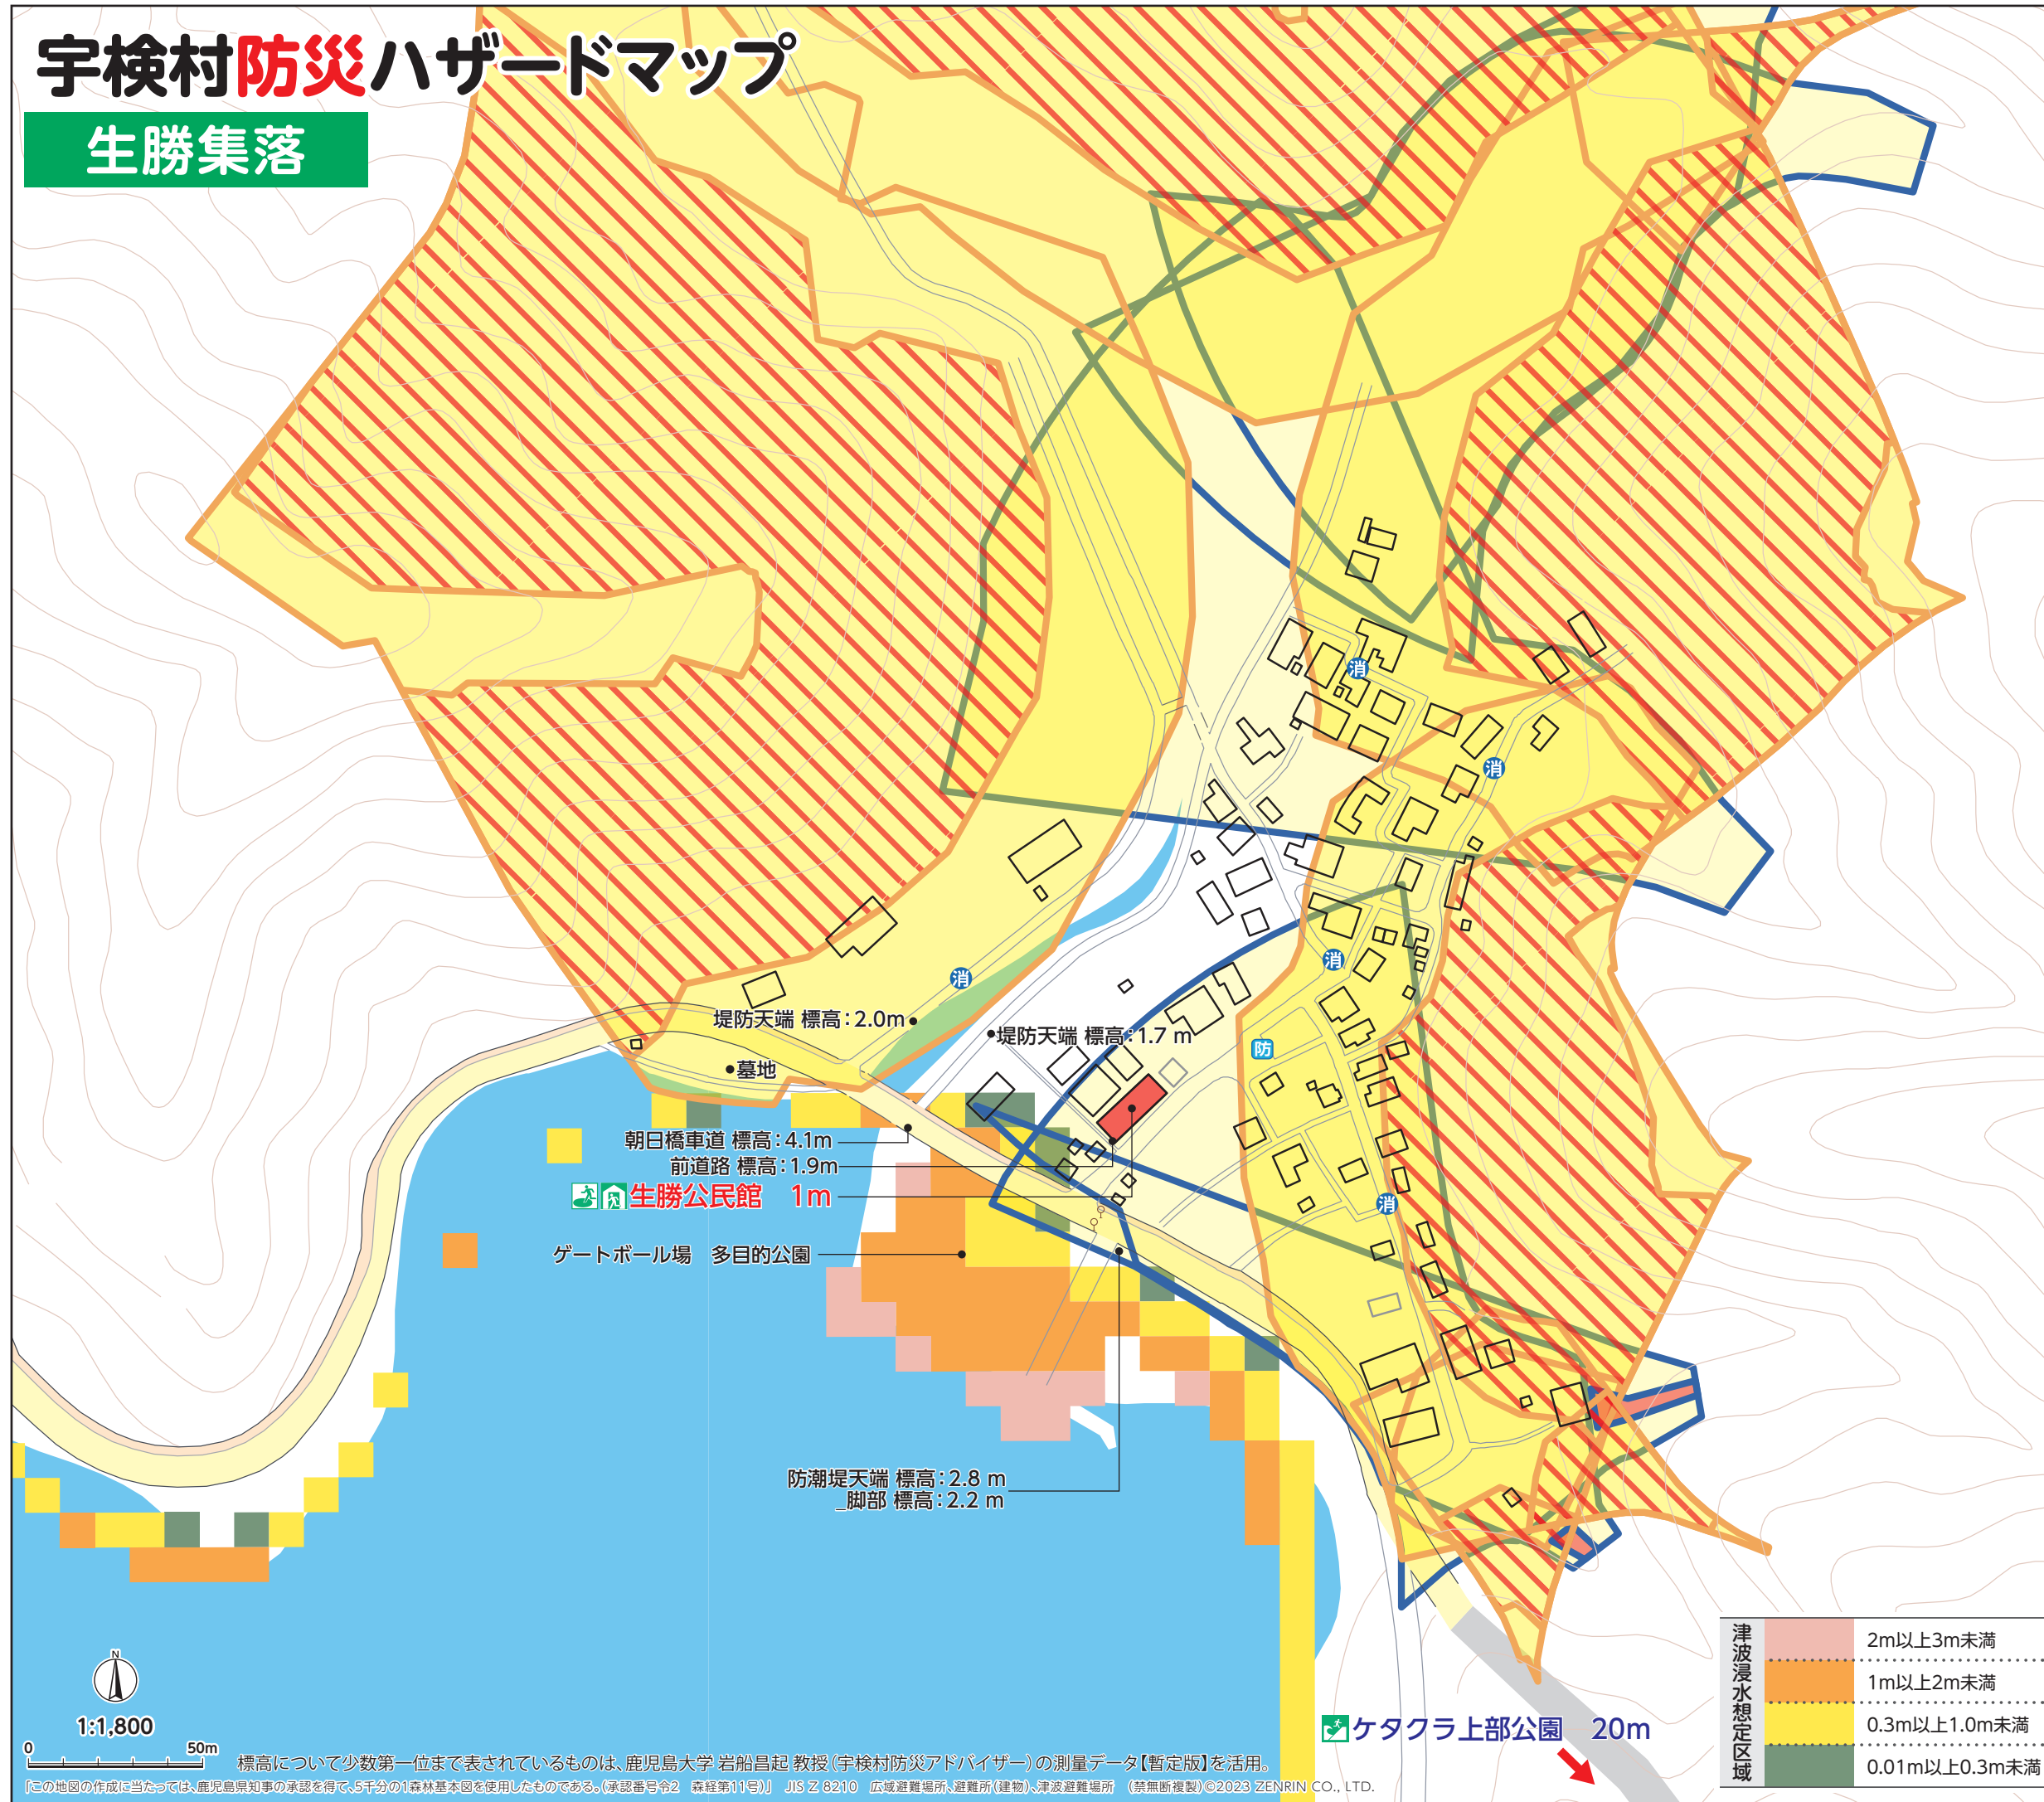 宇検村防災ハザードマップ
生勝集落
消
消
消
消
堤防天端 標高：2.0m
堤防天端 標高：1.7 m
防
墓地
朝日橋車道 標高：4.1m
前道路 標高：1.9m
生勝公民館　1m
消
ゲートボール場　多目的公園
防潮堤天端 標高：2.8 m
_脚部 標高：2.2 m
津波浸水想定区域
2m以上3m未満
1m以上2m未満
0.3m以上1.0m未満
0.01m以上0.3m未満
N
1:1,800
0 50m
ケタクラ上部公園　20m
標高について少数第一位まで表されているものは、鹿児島大学 岩船昌起 教授（宇検村防災アドバイザー）の測量データ【暫定版】を活用。
「この地図の作成に当たっては、鹿児島県知事の承認を得て、5千分の1森林基本図を使用したものである。（承認番号令2　森経第11号）」　JIS Z 8210　広域避難場所、避難所（建物）、津波避難場所　（禁無断複製）©2023 ZENRIN CO., LTD.